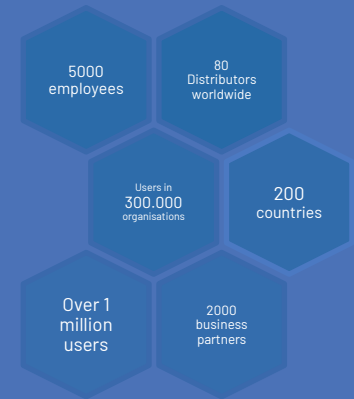 5000
employees
80
Distributors
worldwide
Users in
300.000
organisations
200
countries
Over 1
million
users
2000
business
partners